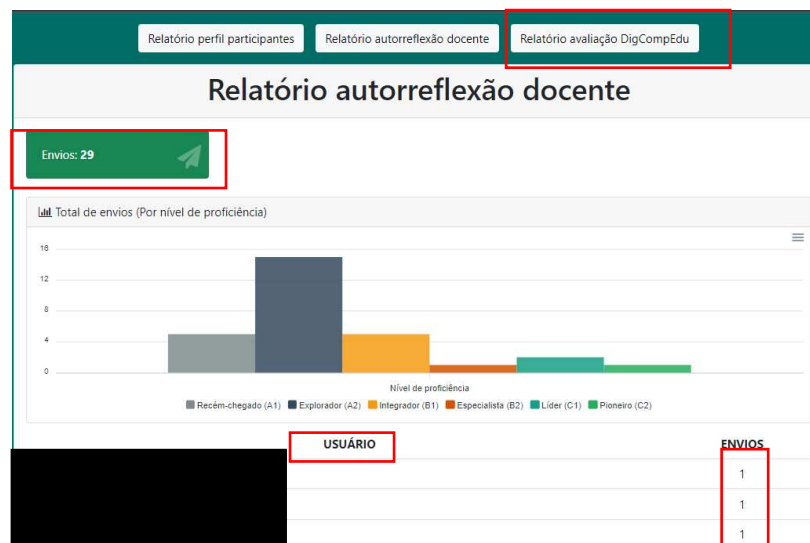 Relatório perfil participantes Relatório autorreflexão docente Relatório avaliação DigCompEdu
Relatório autorreflexão docente
Envios: 29
Total de envios (Por nível de proficiência)
16
12
8
4
0
Nível de proficiência
Recém-chegado (A1) Explorador (A2) Integrador (B1) Especialista (B2) Líder (C1) Pioneiro (C2)
USUÁRIO ENVIOS
1
1
1